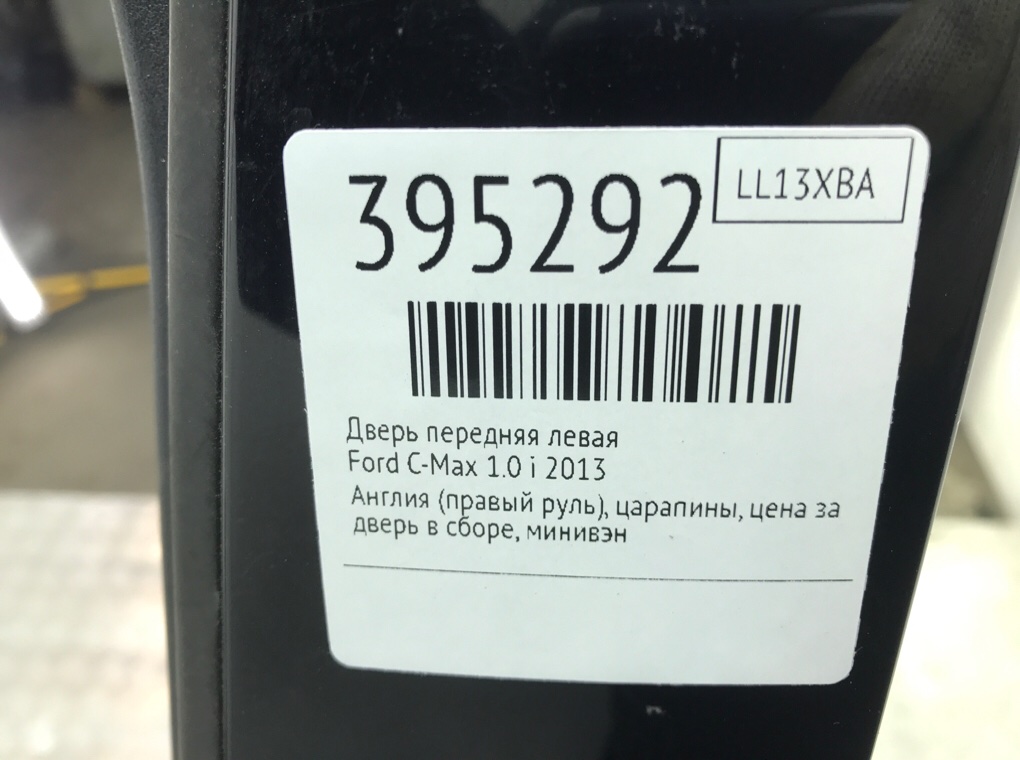 395292
LL13XBA
Дверь передняя левая
Ford C-Max 1.0 i 2013
Англия (правый руль), царапины, цена за
дверь в сборе, минивэн